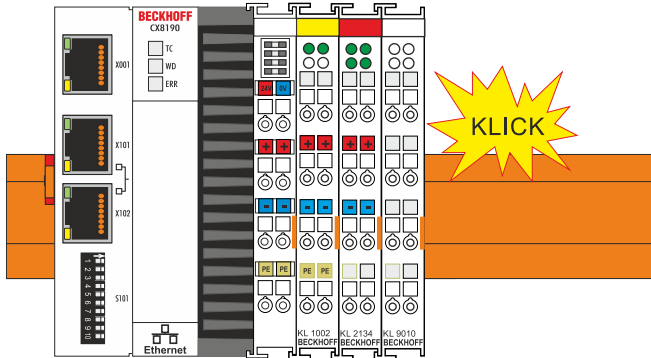 BECKHOFF
CX8190
TC
WD
ERR
X001
X101
X102
S101
1
2
3
4
5
6
7
8
9
10
Ethernet
24V 0V
+ +
- -
PE PE
+ +
- -
PE PE
KL 1002
BECKHOFF
+ +
- -
KL 2134
BECKHOFF
KL 9010
BECKHOFF
KLICK